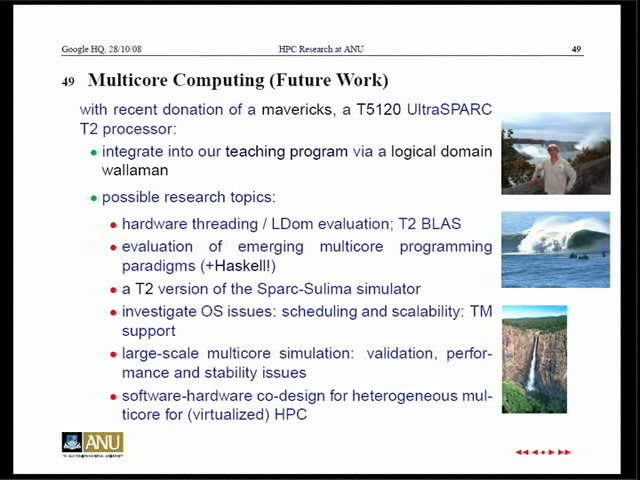 Google HQ, 28/10/08 HPC Research at ANU 49
49 Multicore Computing (Future Work)
with recent donation of a mavericks, a T5120 UltraSPARC
T2 processor:
integrate into our teaching program via a logical domain
wallaman
possible research topics:
hardware threading / LDom evaluation; T2 BLAS
evaluation of emerging multicore programming
paradigms (+Haskell!)
a T2 version of the Sparc-Sulima simulator
investigate OS issues: scheduling and scalability: TM
support
large-scale multicore simulation: validation, perfor-
mance and stability issues
software-hardware co-design for heterogeneous mul-
ticore for (virtualized) HPC
ANU
THE AUSTRALIAN NATIONAL UNIVERSITY